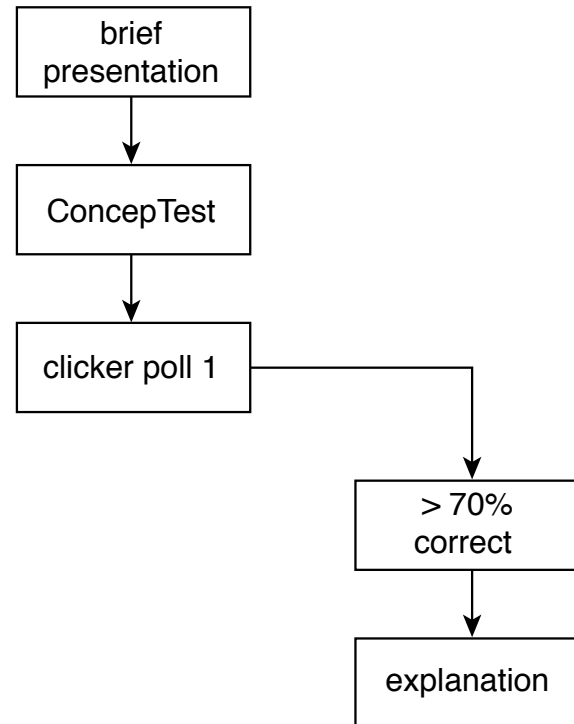 brief
presentation
ConcepTest
clicker poll 1
> 70%
correct
explanation